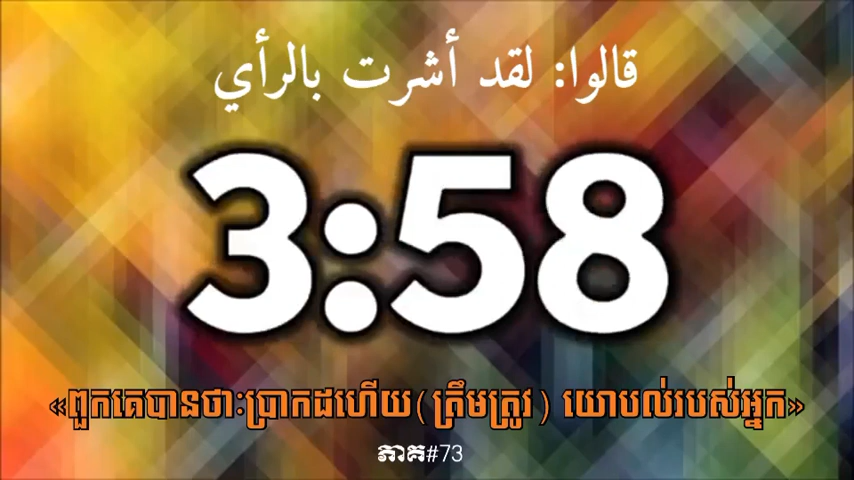 قالوا: لقد أشرت بالرأي
3:58
«ពួកគេបានថា:ប្រាកដហើយ(ត្រឹមត្រូវ) យោបល់របស់អ្នក»
ភាគ#73